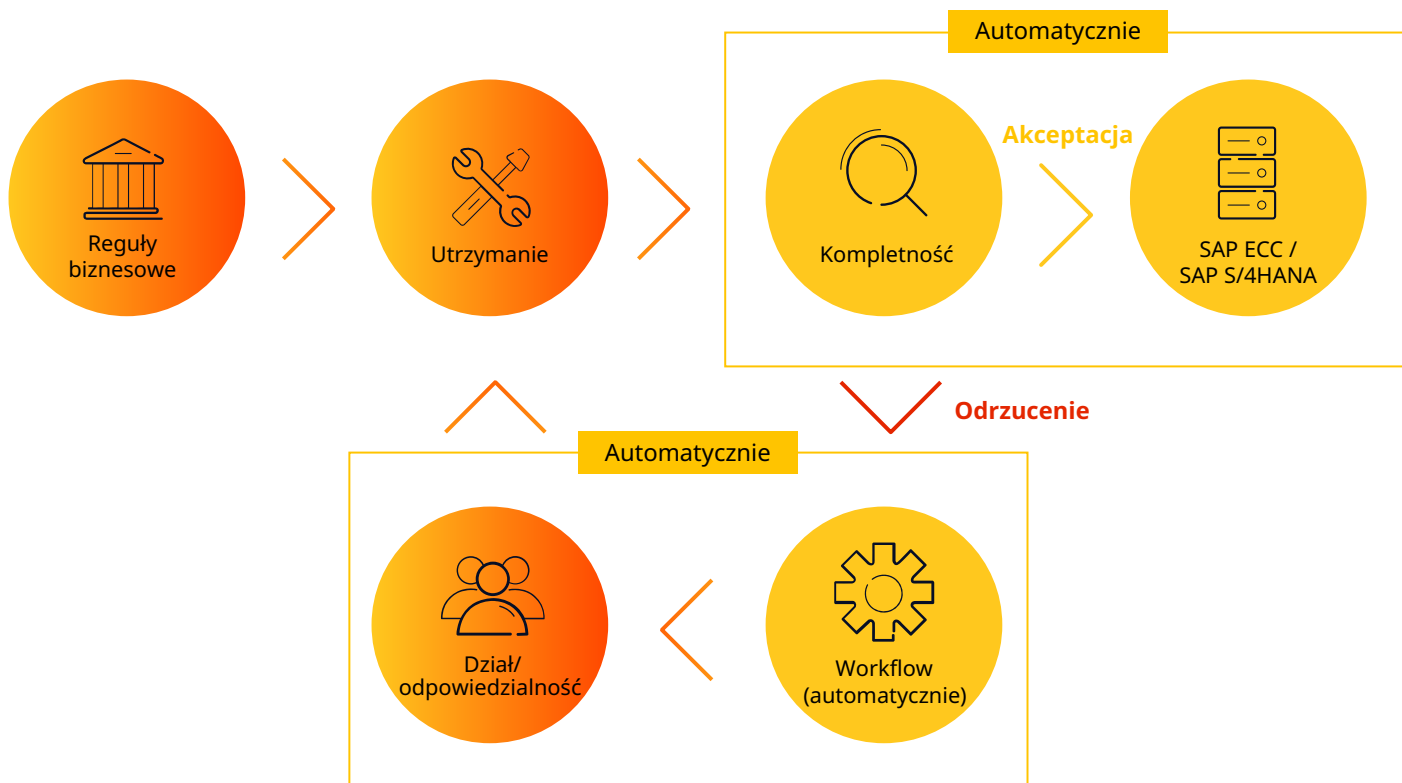 Automatycznie
Reguły
biznesowe
Utrzymanie
Kompletność
Akceptacja
SAP ECC /
SAP S/4HANA
Odrzucenie
Automatycznie
Dział/
odpowiedzialność
Workflow
(automatycznie)